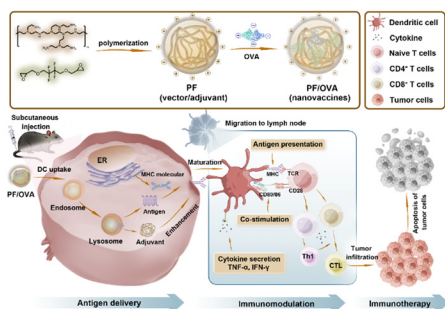 polymerization
OVA
PF
(vector/adjuvant)
PF/OVA
(nanovaccines)
Dendritic cell
Cytokine
Naive T cells
CD4+ T cells
CD8+ T cells
Tumor cells
Subcutaneous
Injection
PF/OVA
DC uptake
ER
MHC molecular
Endosome
Antigen
Lysosome
Adjuvant
Maturation
Enhancement
Migration to lymph node
Antigen presentation
MHC
TCR
CD80/86
CD28
Co-stimulation
Cytokine secretion
TNF-α, IFN-γ
Th1
CTL
Tumor
infiltration
Apoptosis of
tumor cells
Antigen delivery
Immunomodulation
Immunotherapy